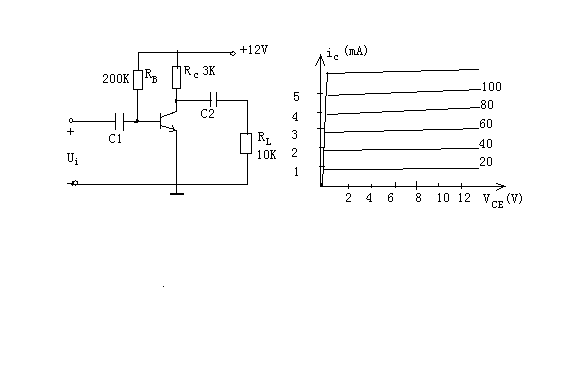 +12V
R_B
200K
R_C 3K
C1
C2
+
U_i
R_L
10K
i_C (mA)
5
4
3
2
1
100
80
60
40
20
2 4 6 8 10 12 V_CE (V)